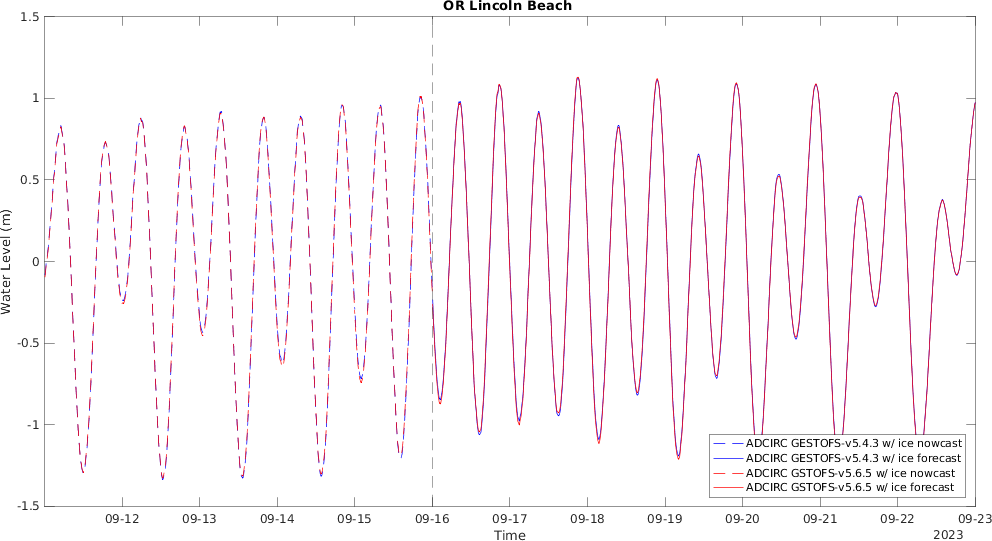 OR Lincoln Beach
1.5
1
0.5
0
-0.5
-1
-1.5
Water Level (m)
ADCIRC GESTOFS-v5.4.3 w/ ice nowcast
ADCIRC GESTOFS-v5.4.3 w/ ice forecast
ADCIRC GSTOFS-v5.6.5 w/ ice nowcast
ADCIRC GSTOFS-v5.6.5 w/ ice forecast
09-12 09-13 09-14 09-15 09-16 09-17 09-18 09-19 09-20 09-21 09-22 09-23
Time 2023